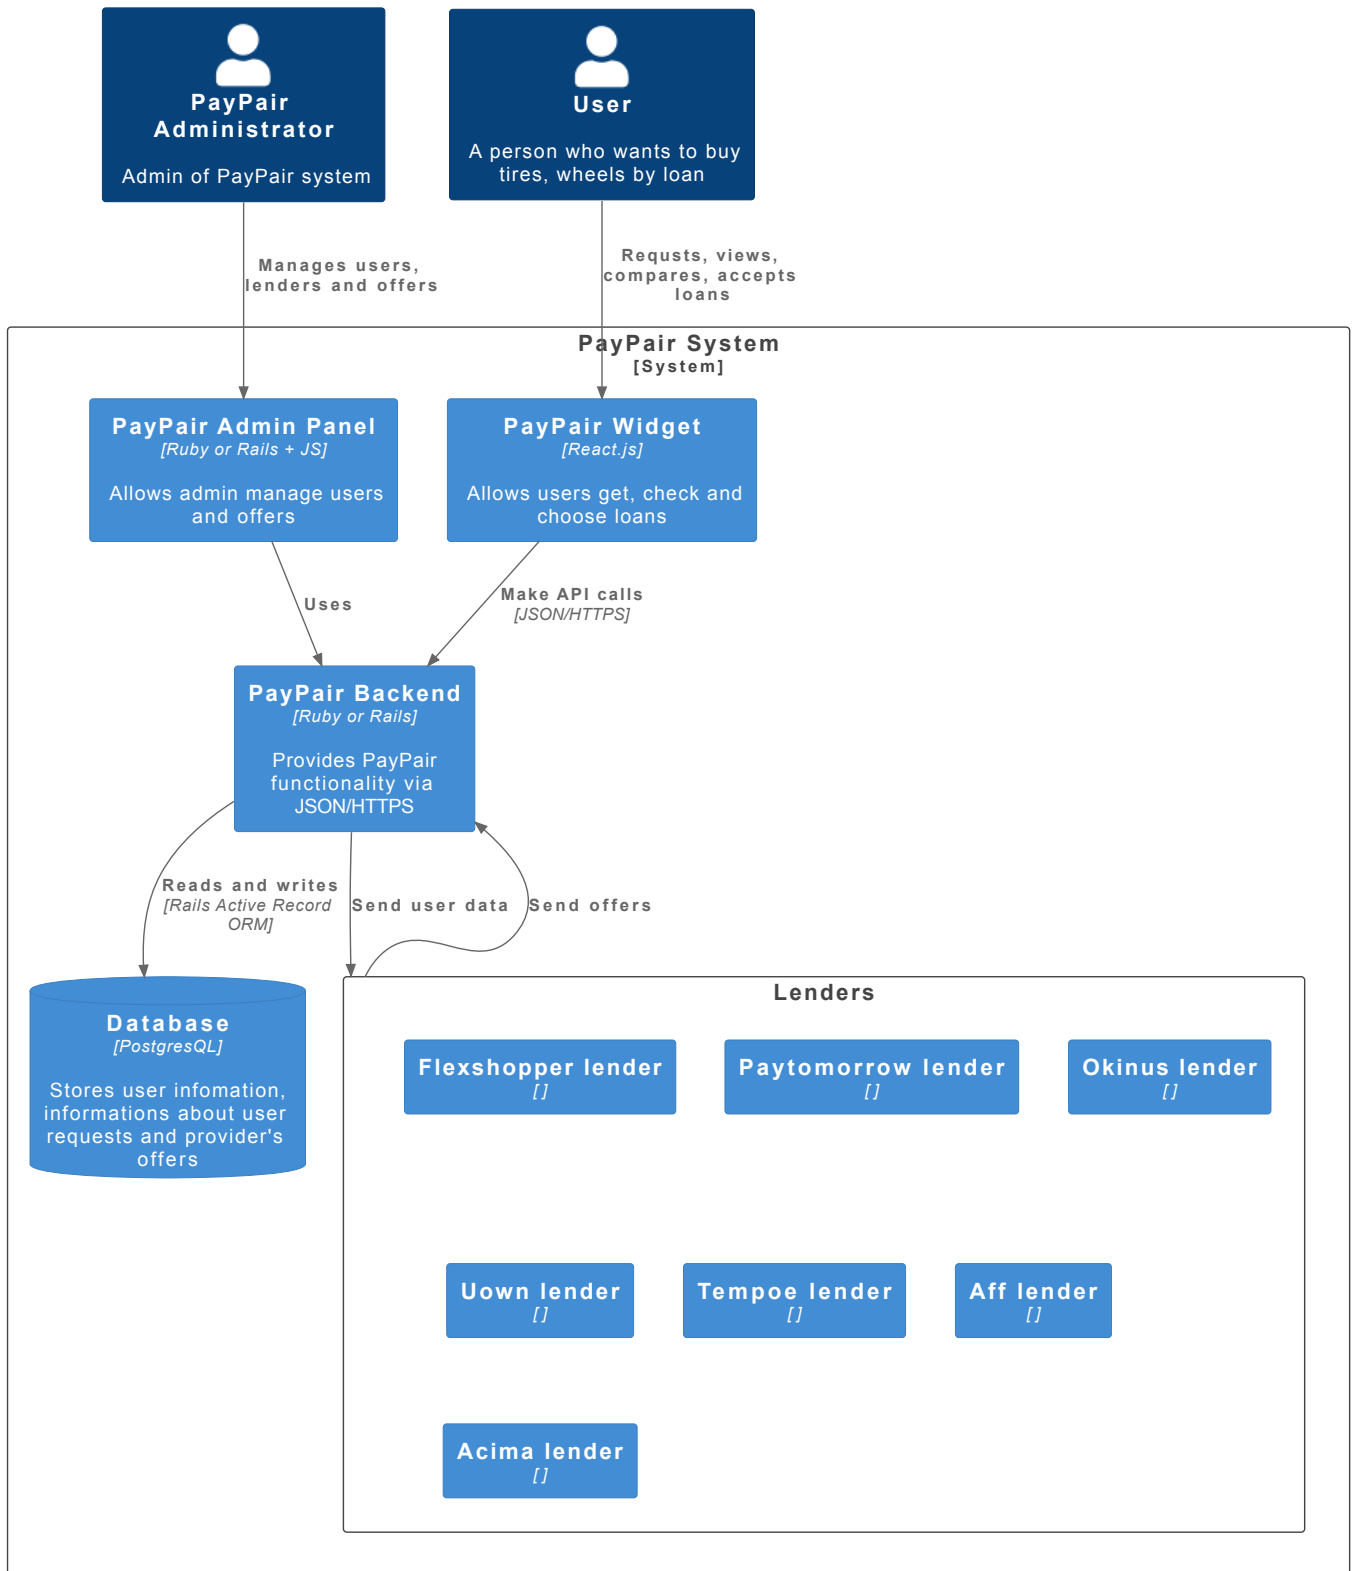 PayPair
Administrator
Admin of PayPair system
User
A person who wants to buy
tires, wheels by loan
Manages users,
lenders and offers
Requsts, views,
compares, accepts
loans
PayPair System
[System]
PayPair Admin Panel
[Ruby or Rails + JS]
Allows admin manage users
and offers
PayPair Widget
[React.js]
Allows users get, check and
choose loans
Uses
Make API calls
[JSON/HTTPS]
PayPair Backend
[Ruby or Rails]
Provides PayPair
functionality via
JSON/HTTPS
Reads and writes
[Rails Active Record
ORM]
Send user data
Send offers
Database
[PostgresQL]
Stores user infomation,
informations about user
requests and provider's
offers
Lenders
Flexshopper lender
[]
Paytomorrow lender
[]
Okinus lender
[]
Uown lender
[]
Tempoe lender
[]
Aff lender
[]
Acima lender
[]